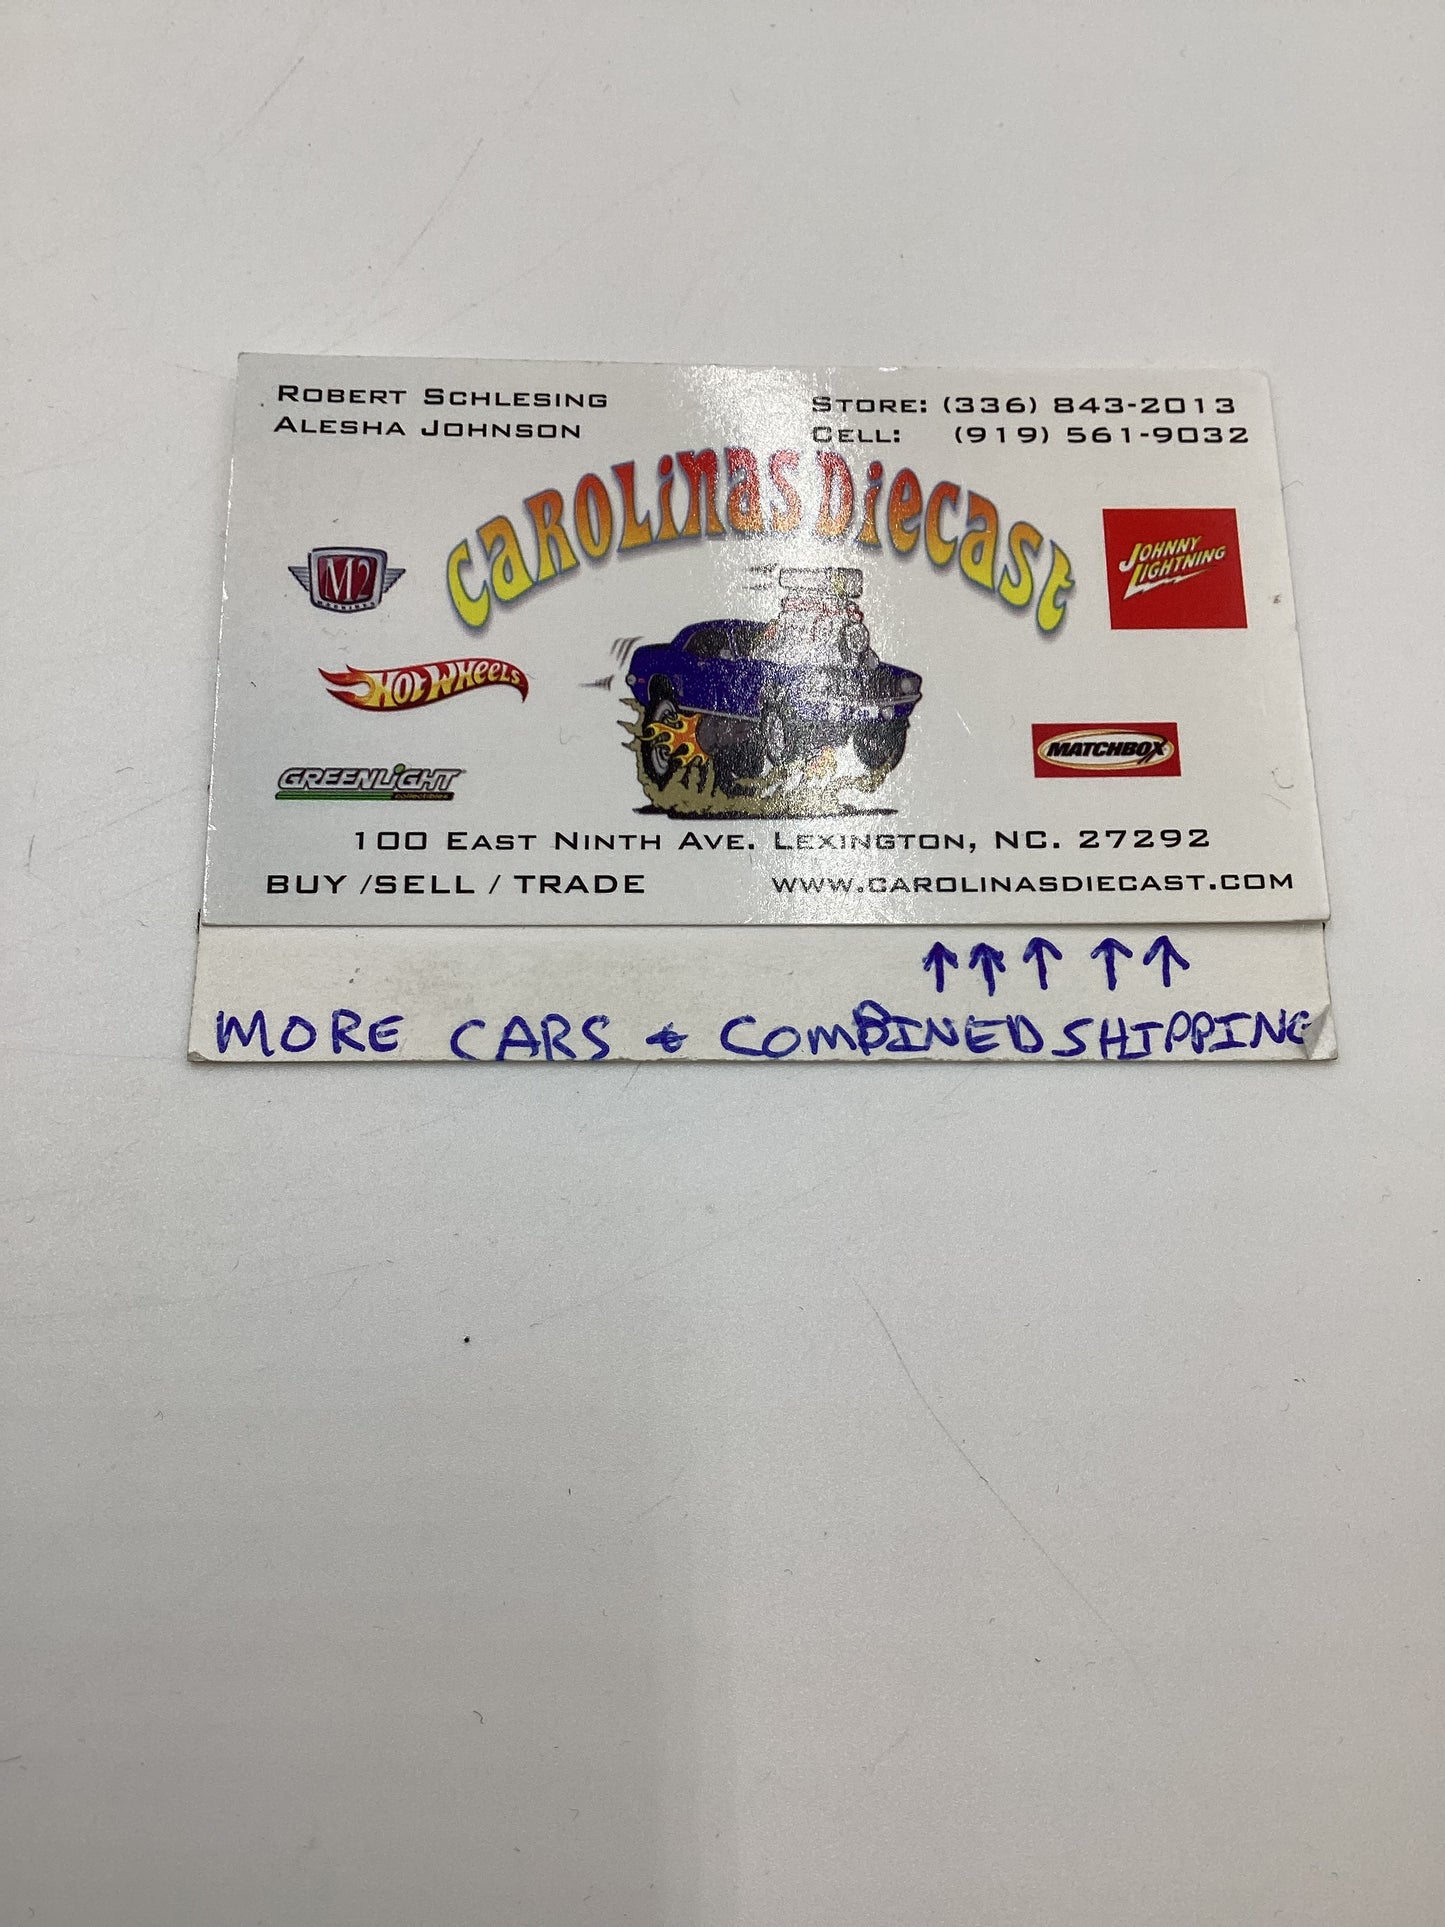 ROBERT SCHLESING
ALESHA JOHNSON
STORE: (336) 843-2013
CELL: (919) 561-9032
CAROLINAS DIECAST
M2
MACHINES
JOHNNY
LIGHTNING
HOT WHEELS
MATCHBOX
GREENLIGHT
collectibles
100 EAST NINTH AVE. LEXINGTON, NC. 27292
BUY /SELL / TRADE
WWW.CAROLINASDIECAST.COM
↑ ↑ ↑ ↑ ↑
MORE CARS & COMBINED SHIPPING